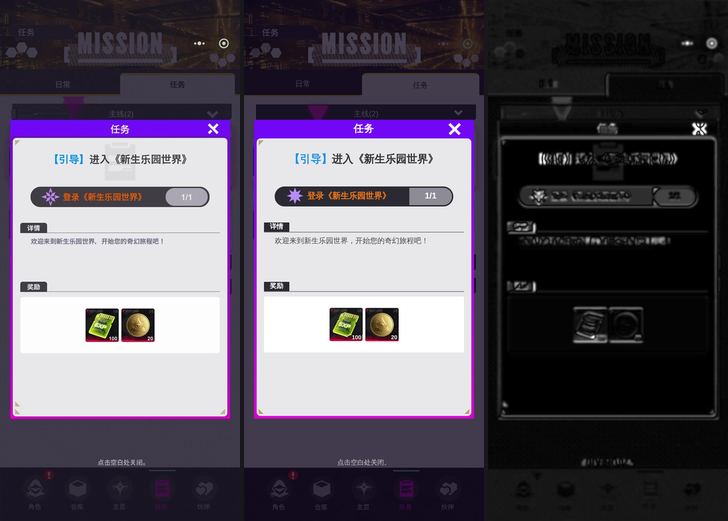 任务
MISSION
日常
任务
主线(2)
任务
【引导】进入《新生乐园世界》
登录《新生乐园世界》
1/1
详情
欢迎来到新生乐园世界，开始您的奇幻旅程吧！
奖励
100
20
点击空白处关闭。
角色
仓库
主页
任务
伙伴
任务
MISSION
日常
任务
主线(2)
任务
【引导】进入《新生乐园世界》
登录《新生乐园世界》
1/1
详情
欢迎来到新生乐园世界，开始您的奇幻旅程吧！
奖励
100
20
点击空白处关闭.
角色
仓库
主页
任务
伙伴
MISSION